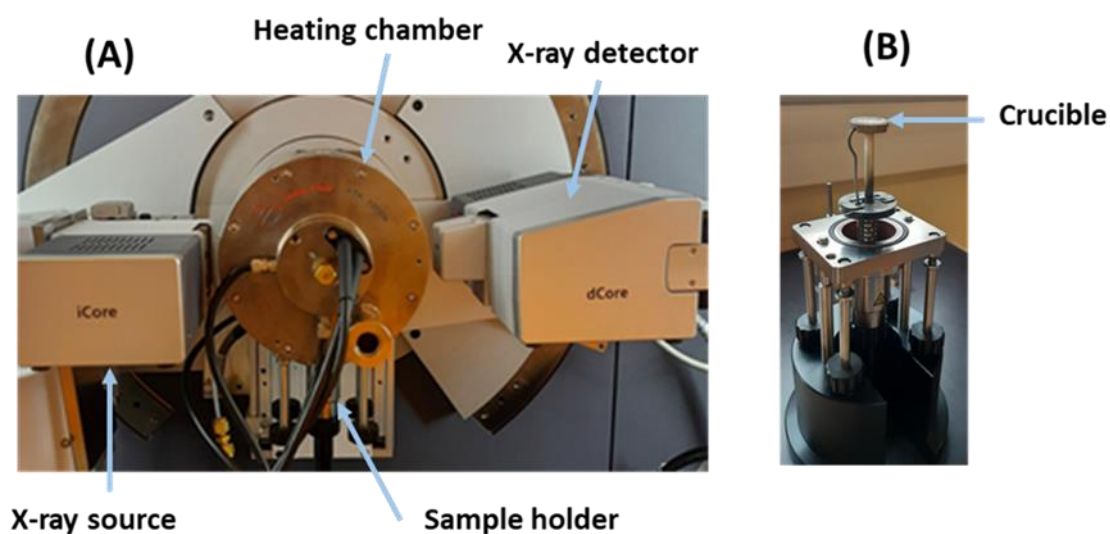 (A)
Heating chamber
X-ray detector
(B)
Crucible
iCore
dCore
X-ray source
Sample holder